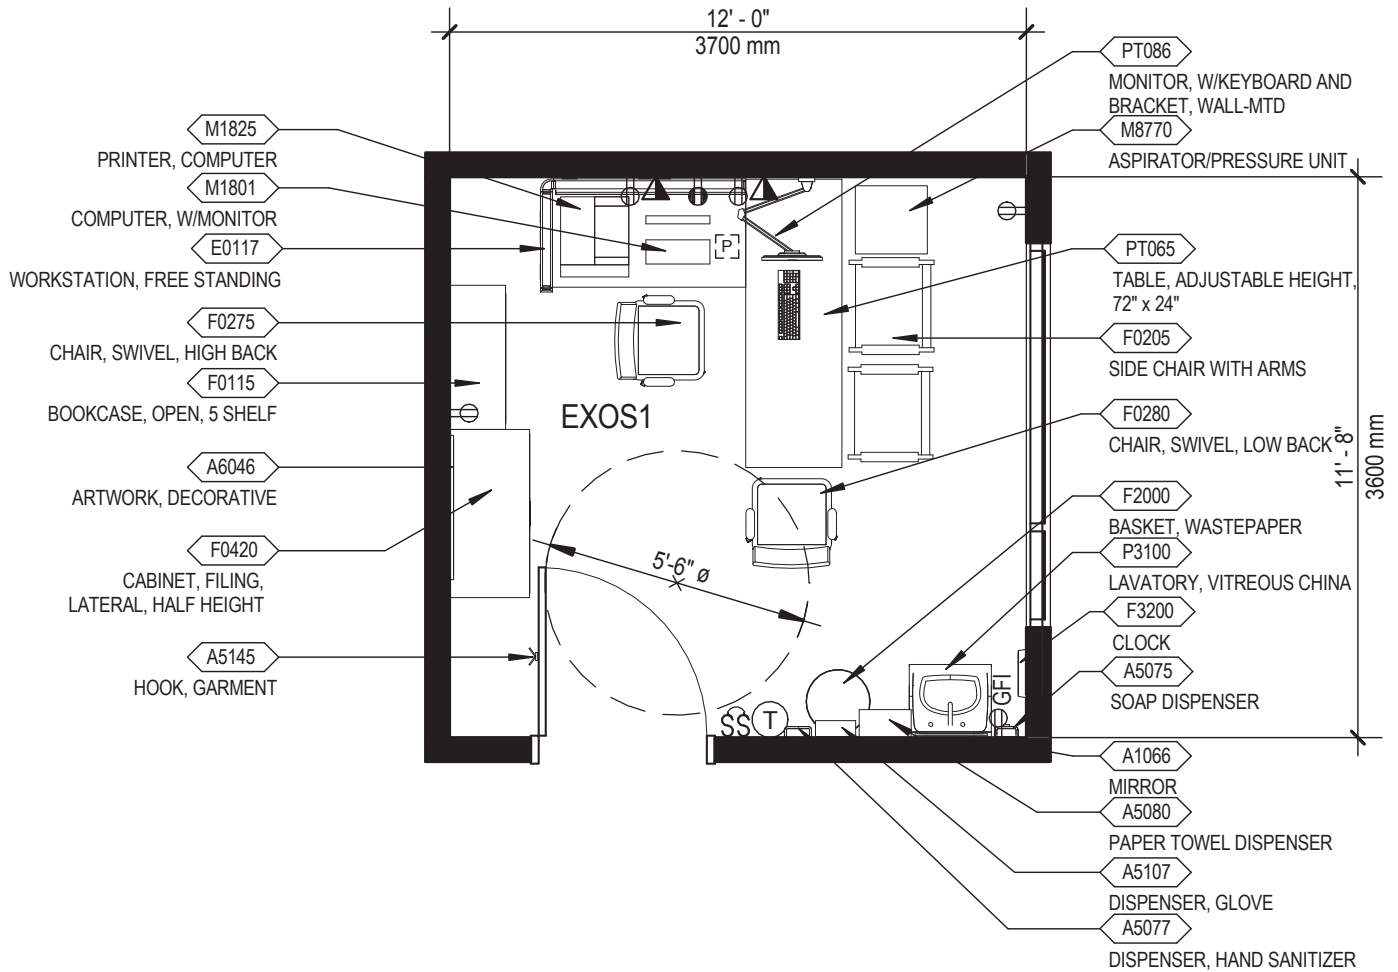 12' - 0"
3700 mm
PT086
MONITOR, W/KEYBOARD AND
BRACKET, WALL-MTD
M8770
ASPIRATOR/PRESSURE UNIT
M1825
PRINTER, COMPUTER
M1801
COMPUTER, W/MONITOR
E0117
WORKSTATION, FREE STANDING
F0275
CHAIR, SWIVEL, HIGH BACK
F0115
BOOKCASE, OPEN, 5 SHELF
A6046
ARTWORK, DECORATIVE
F0420
CABINET, FILING,
LATERAL, HALF HEIGHT
A5145
HOOK, GARMENT
P
EXOS1
5'-6" ø
SS
T
GFI
PT065
TABLE, ADJUSTABLE HEIGHT,
72" x 24"
F0205
SIDE CHAIR WITH ARMS
F0280
CHAIR, SWIVEL, LOW BACK
11' - 8"
3600 mm
F2000
BASKET, WASTEPAPER
P3100
LAVATORY, VITREOUS CHINA
F3200
CLOCK
A5075
SOAP DISPENSER
A1066
MIRROR
A5080
PAPER TOWEL DISPENSER
A5107
DISPENSER, GLOVE
A5077
DISPENSER, HAND SANITIZER